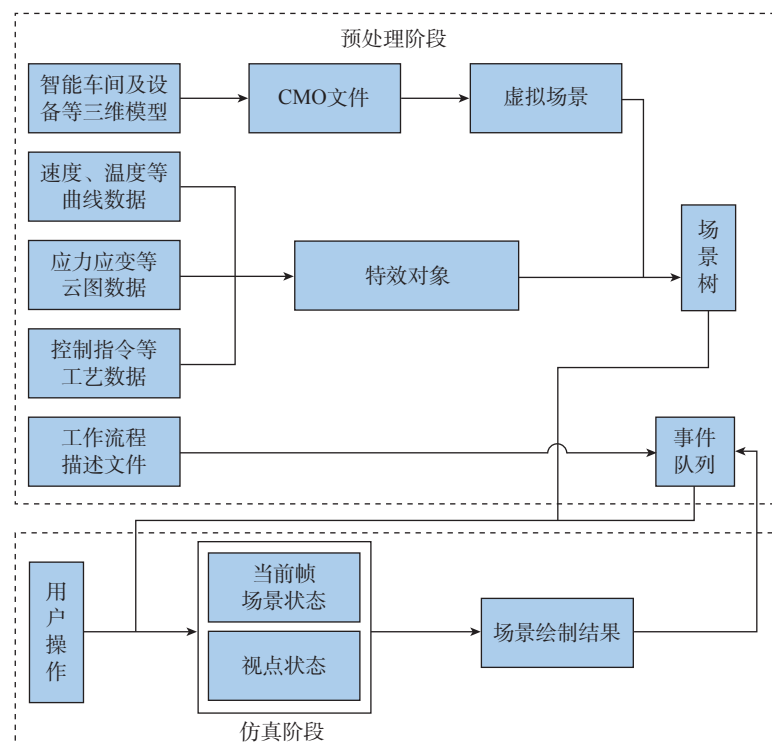 预处理阶段
智能车间及设
备等三维模型
CMO文件
虚拟场景
速度、温度等
曲线数据
应力应变等
云图数据
特效对象
场
景
树
控制指令等
工艺数据
工作流程
描述文件
事件
队列
用
户
操
作
当前帧
场景状态
视点状态
场景绘制结果
仿真阶段